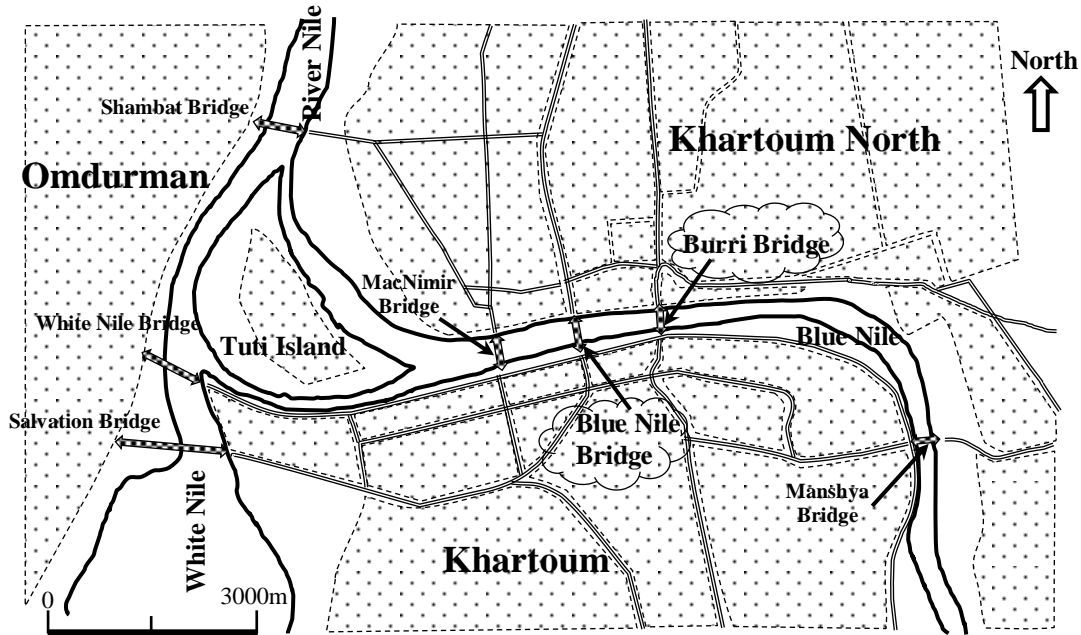 River Nile
North
Shambat Bridge
Khartoum North
Omdurman
Burri Bridge
MacNimir
Bridge
White Nile Bridge
Tuti Island
Blue Nile
Salvation Bridge
Blue Nile
Bridge
White Nile
Manshya
Bridge
Khartoum
0
3000m